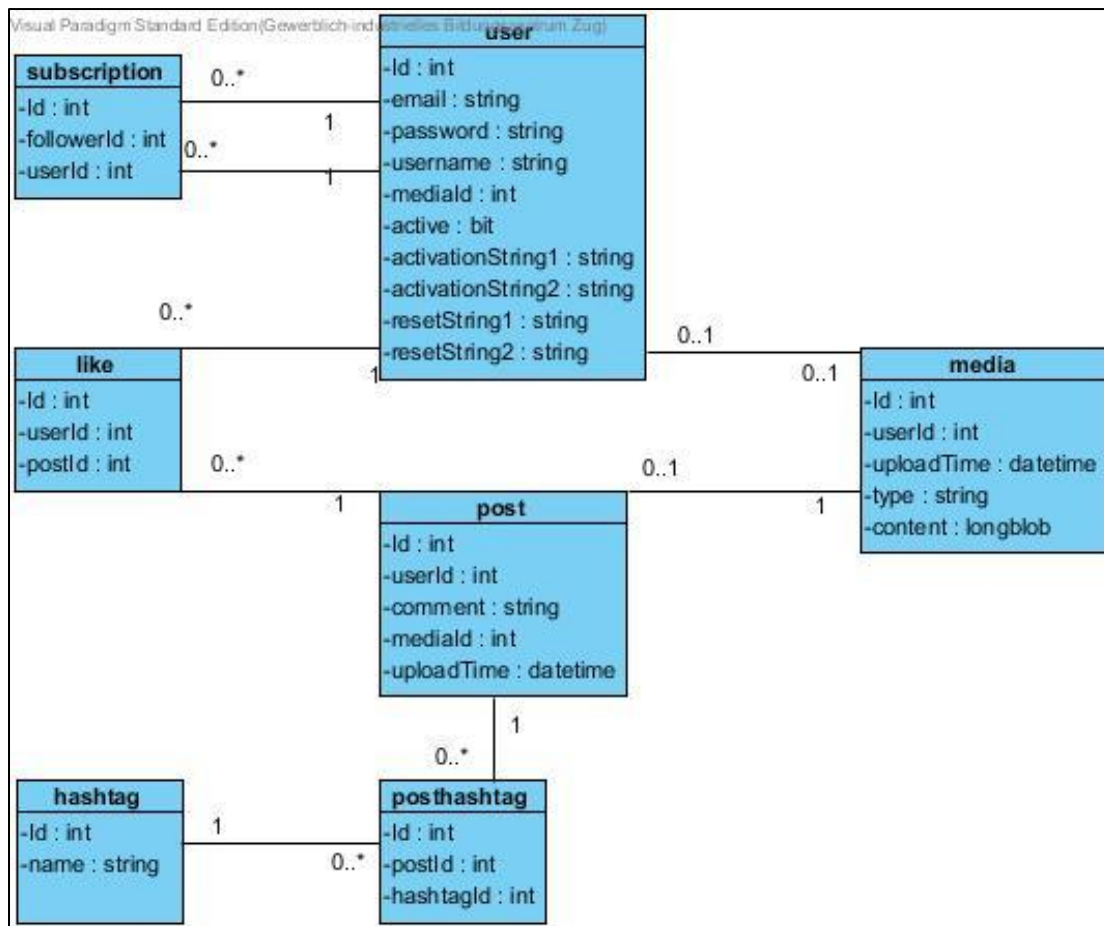 Visual Paradigm Standard Edition(Gewerblich-industrielles Bildungszentrum Zug)
user
-Id : int
-email : string
-password : string
-username : string
-mediaId : int
-active : bit
-activationString1 : string
-activationString2 : string
-resetString1 : string
-resetString2 : string
subscription
-Id : int
-followerId : int
-userId : int
0..*
1
0..*
1
0..*
1
like
-Id : int
-userId : int
-postId : int
0..1
0..1
media
-Id : int
-userId : int
-uploadTime : datetime
-type : string
-content : longblob
0..*
1
0..1
1
post
-Id : int
-userId : int
-comment : string
-mediaId : int
-uploadTime : datetime
1
0..*
hashtag
-Id : int
-name : string
1
0..*
posthashtag
-Id : int
-postId : int
-hashtagId : int